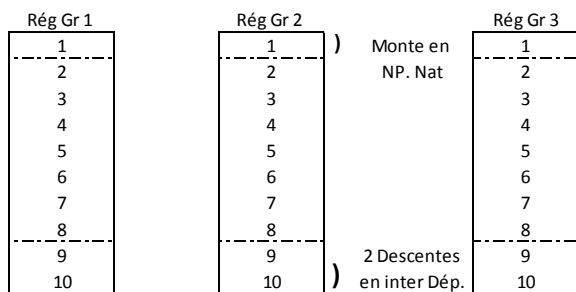 Rég Gr 1 Rég Gr 2 Rég Gr 3
1 1 ) Monte en 1
2 2 NP. Nat 2
3 3 3
4 4 4
5 5 5
6 6 6
7 7 7
8 8 8
9 9 2 Descentes 9
10 10 ) en inter Dép. 10